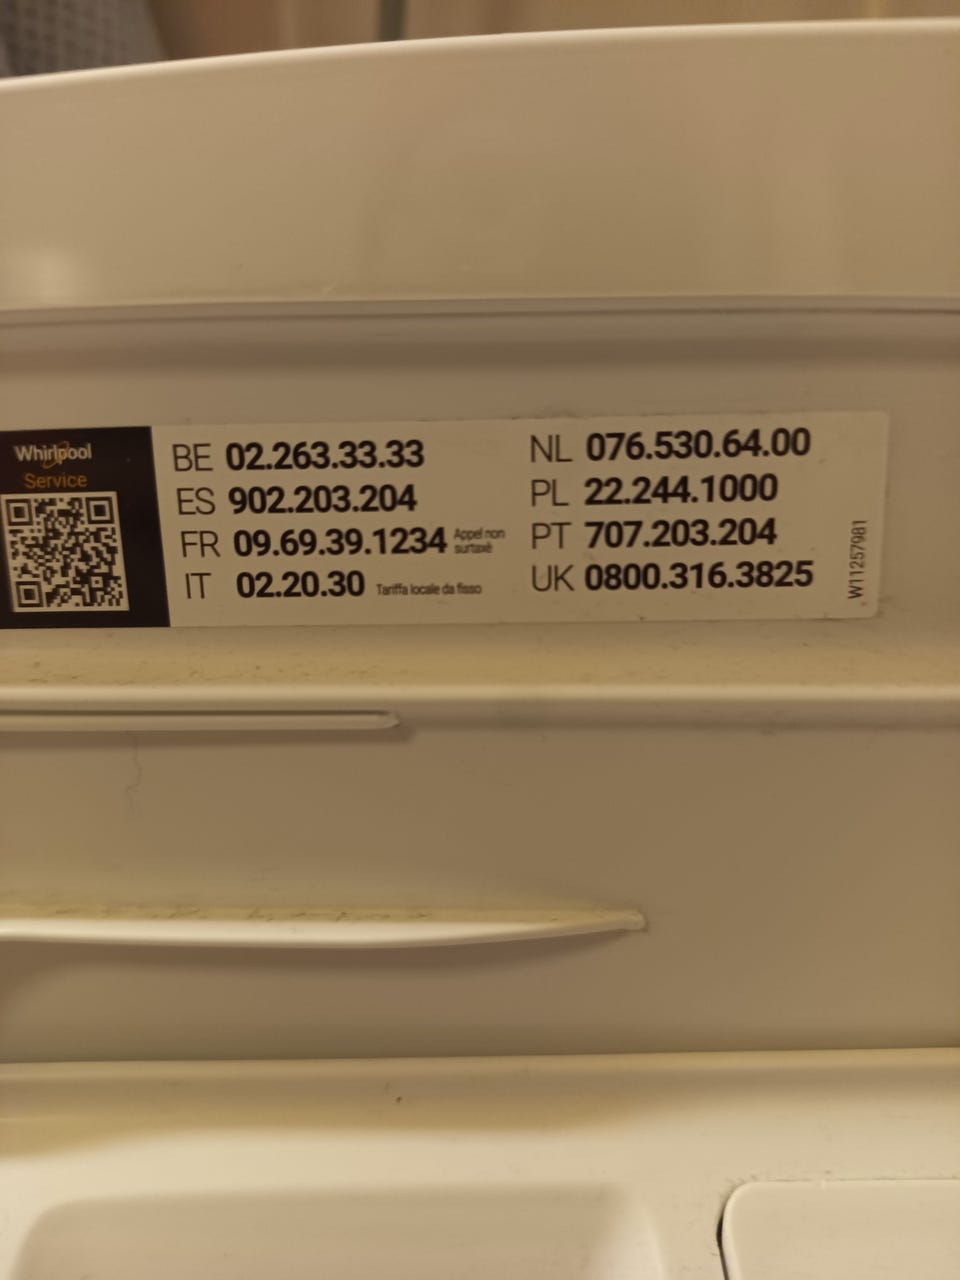 Whirlpool
Service
BE 02.263.33.33
ES 902.203.204
FR 09.69.39.1234 Appel non surtaxé
IT 02.20.30 Tariffa locale da fisso
NL 076.530.64.00
PL 22.244.1000
PT 707.203.204
UK 0800.316.3825
W11257981